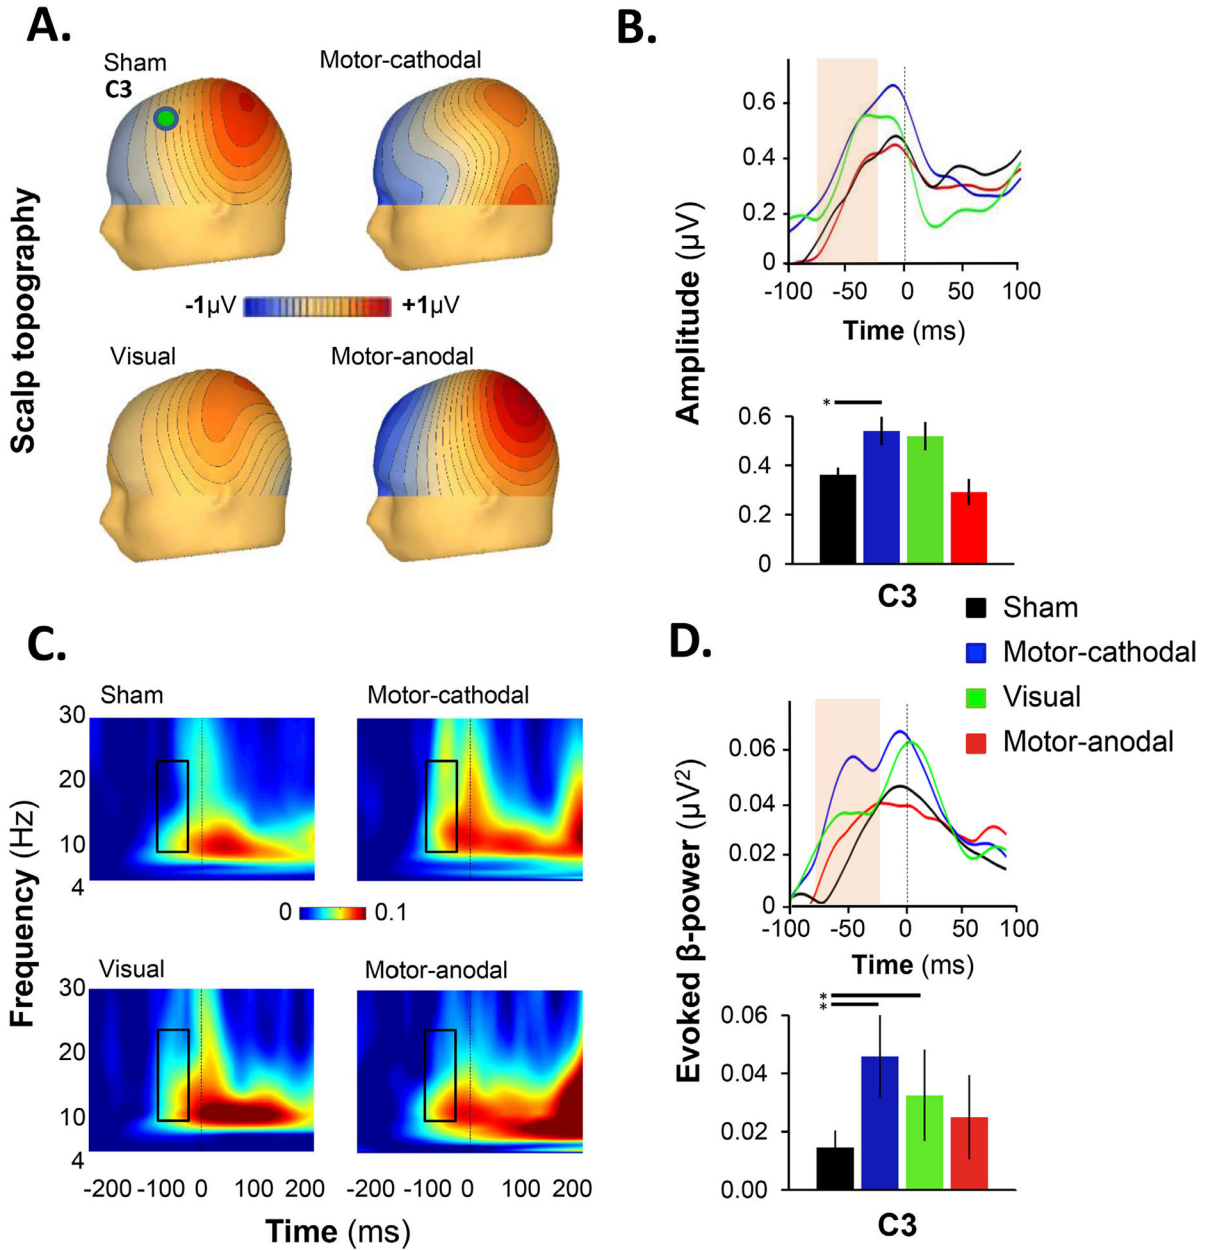 A.
Sham
C3
Motor-cathodal
-1µV
+1µV
Visual
Motor-anodal
Scalp topography
B.
0.6
0.4
0.2
0
-100
-50
0
50
100
Time (ms)
Amplitude (µV)
*
0.6
0.4
0.2
0
C3
Sham
Motor-cathodal
Visual
Motor-anodal
C.
Sham
Motor-cathodal
30
20
10
4
0
0.1
Visual
Motor-anodal
30
20
10
4
-200 -100 0 100 200
-200 -100 0 100 200
Time (ms)
Frequency (Hz)
D.
0.06
0.04
0.02
0
-100
-50
0
50
100
Time (ms)
Evoked β-power (µV²)
*
*
0.06
0.04
0.02
0.00
C3